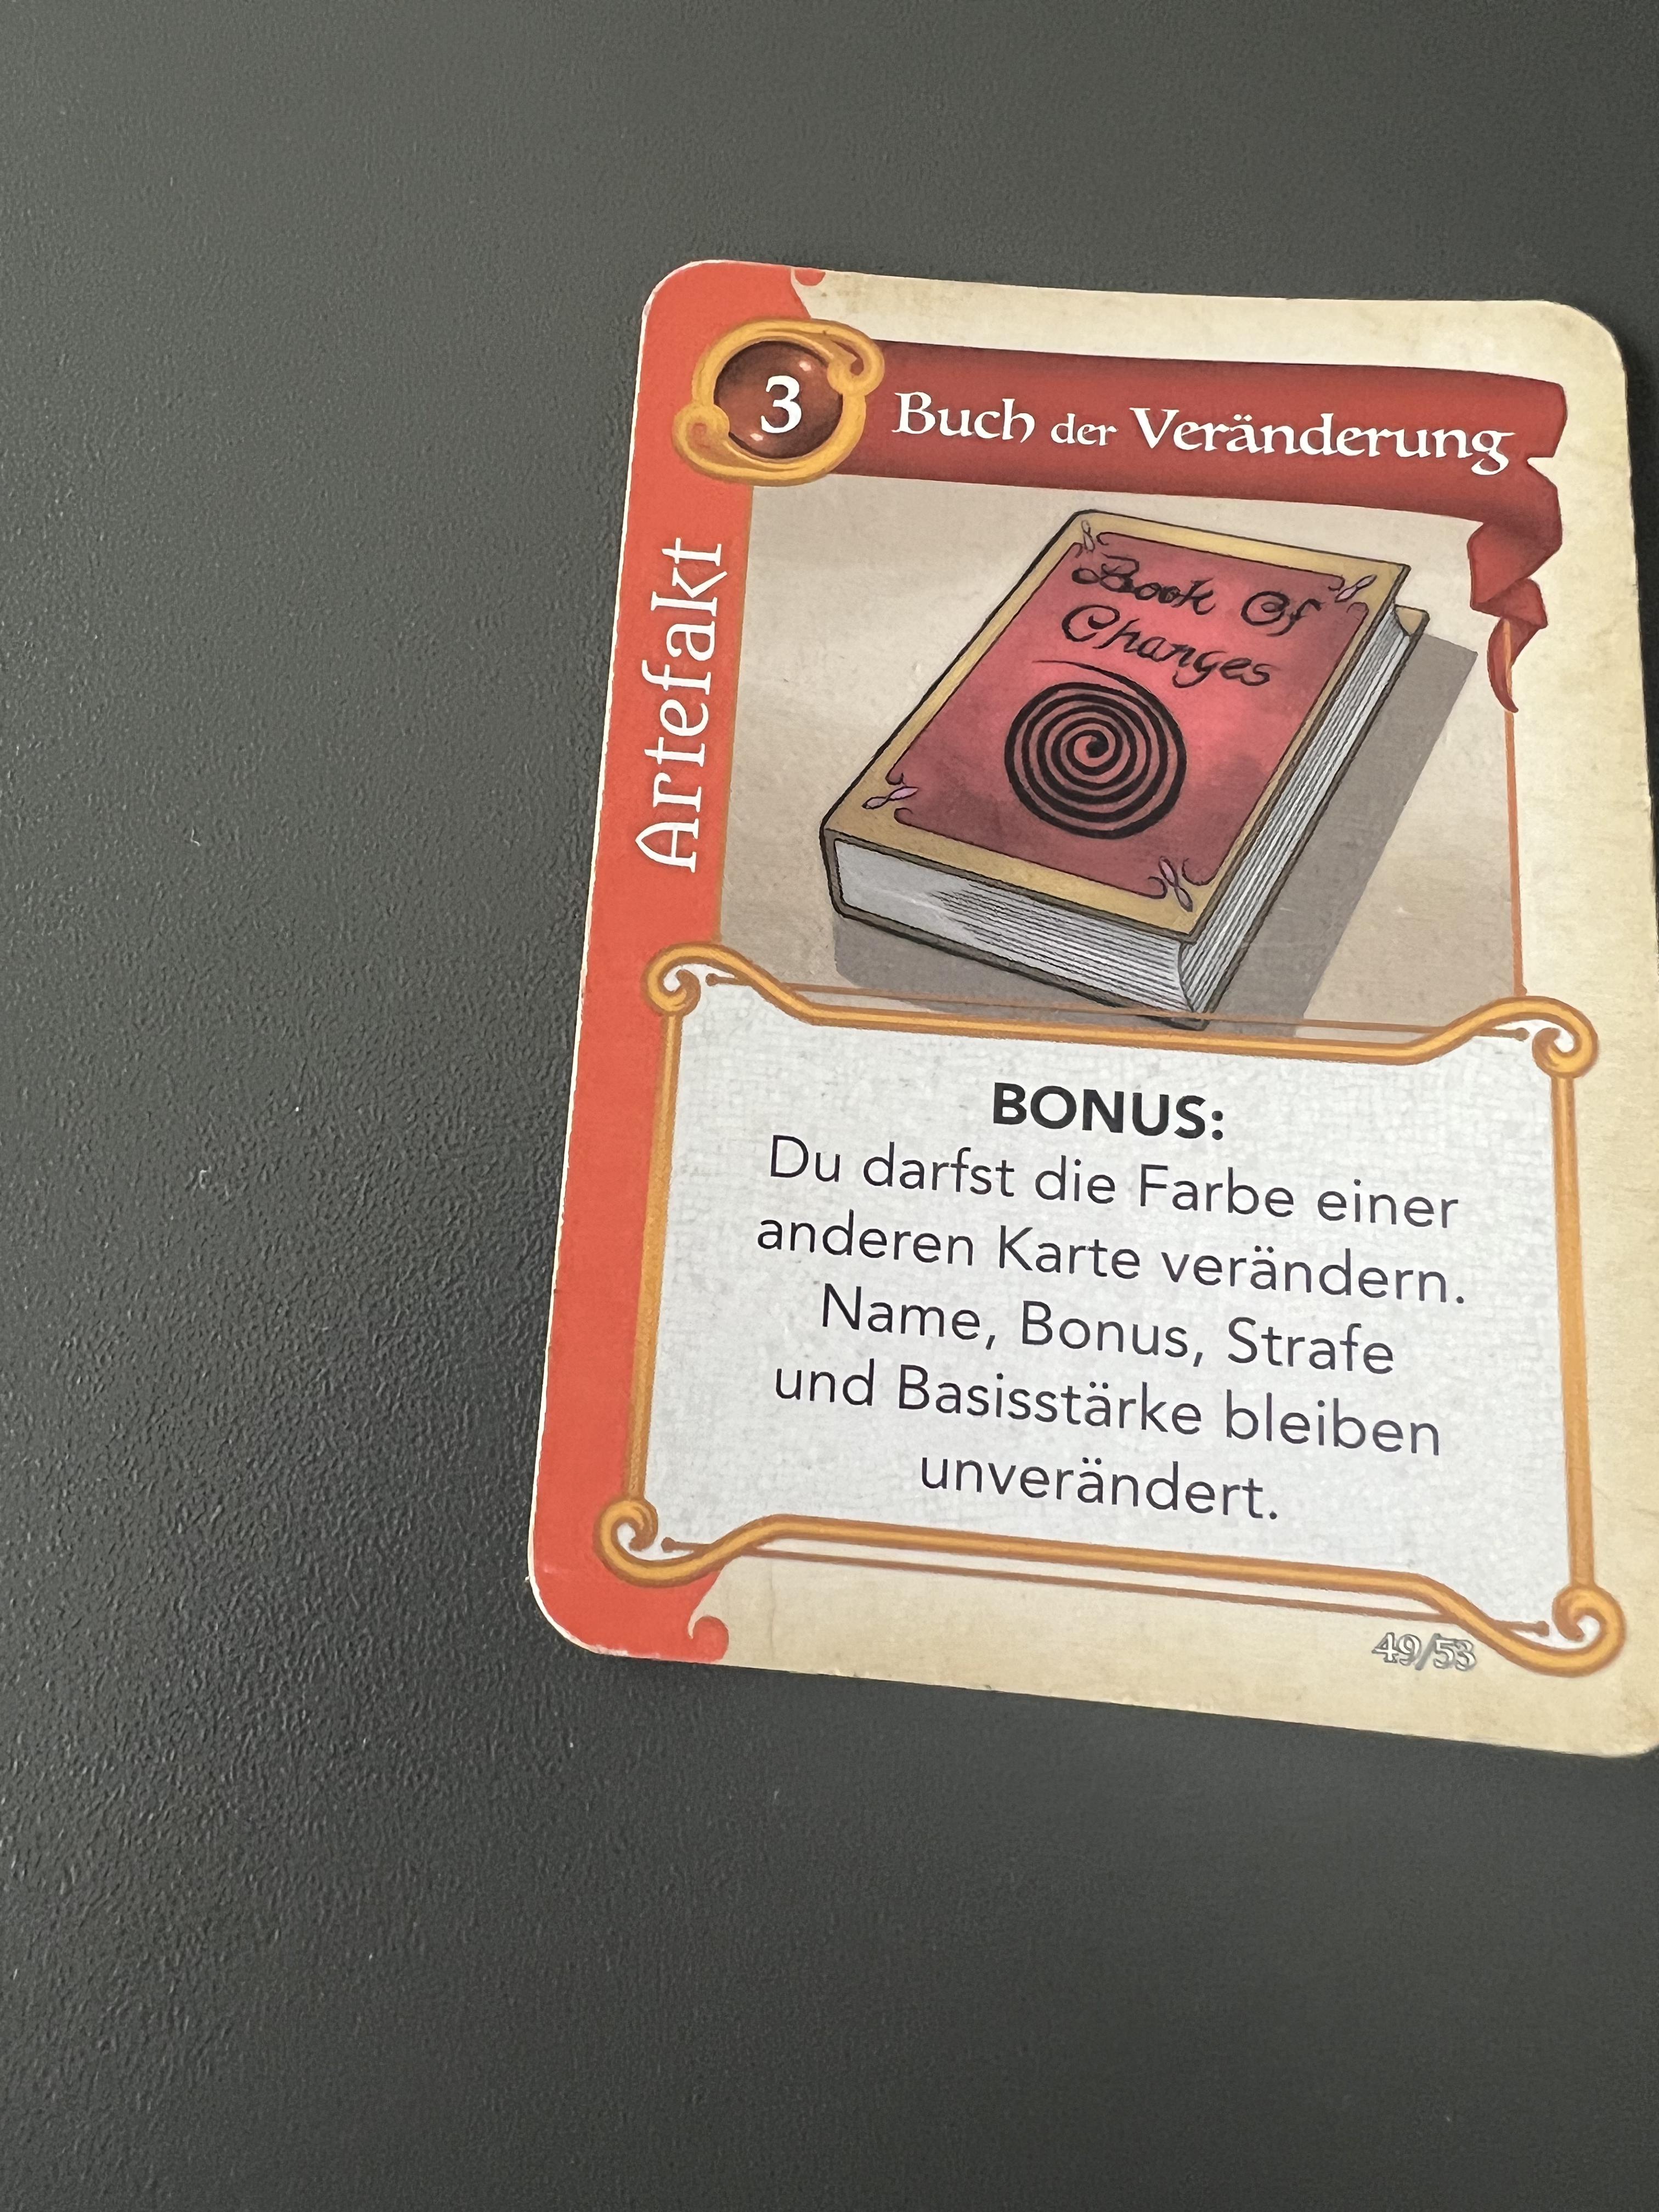 3
Buch der Veränderung
Artefakt
Book Of
Changes
BONUS:
Du darfst die Farbe einer
anderen Karte verändern.
Name, Bonus, Strafe
und Basisstärke bleiben
unverändert.
49/53